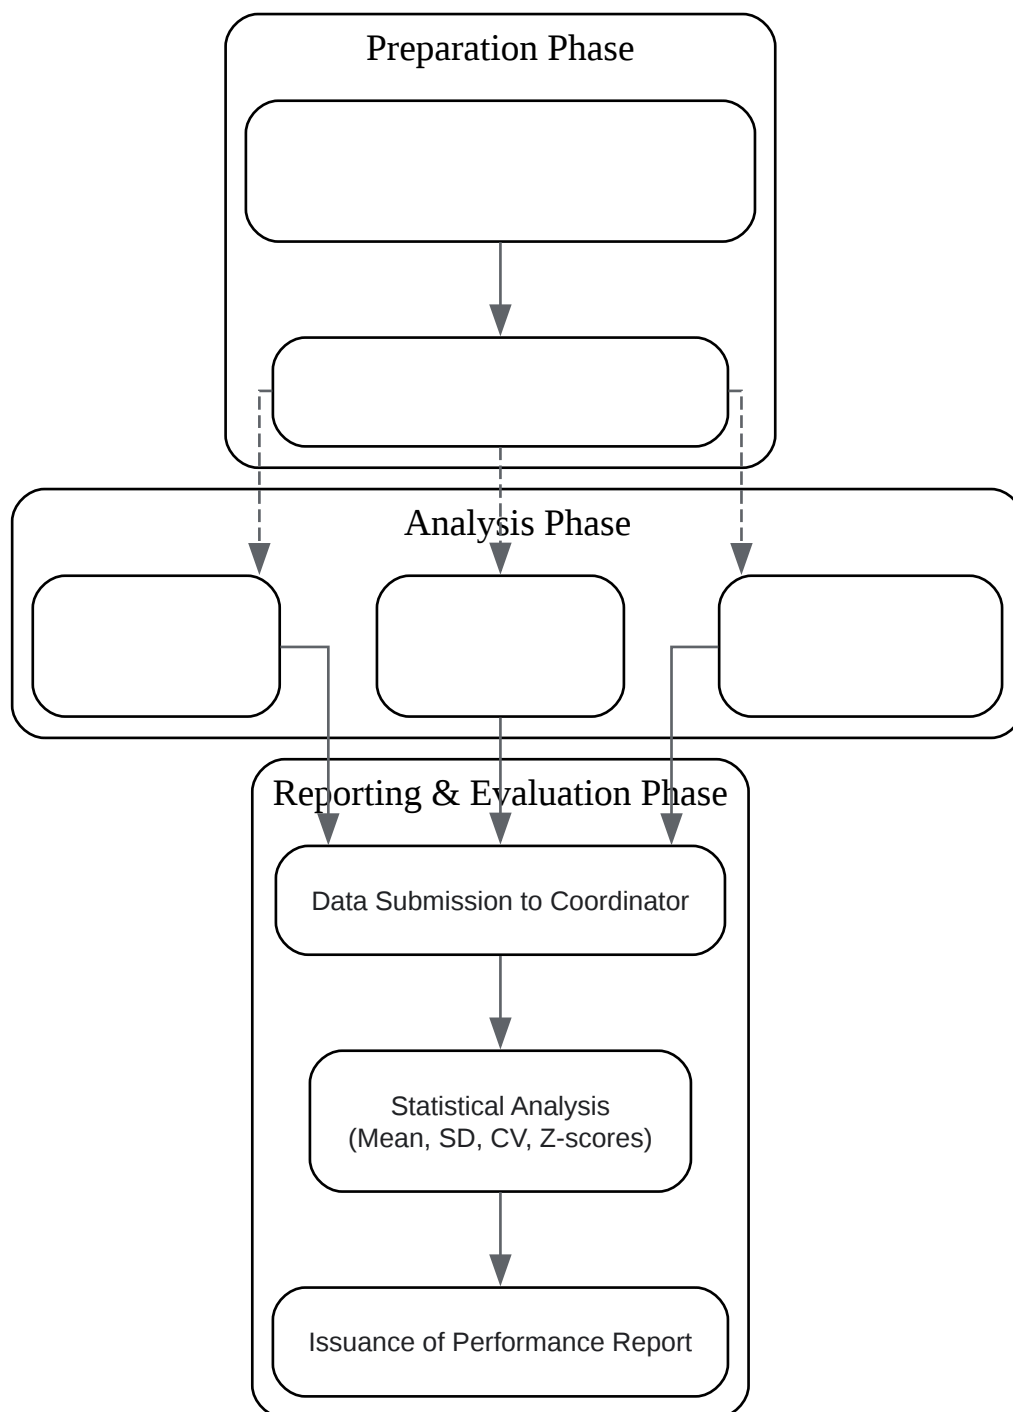 Preparation Phase
Analysis Phase
Reporting & Evaluation Phase
Data Submission to Coordinator
Statistical Analysis
(Mean, SD, CV, Z-scores)
Issuance of Performance Report